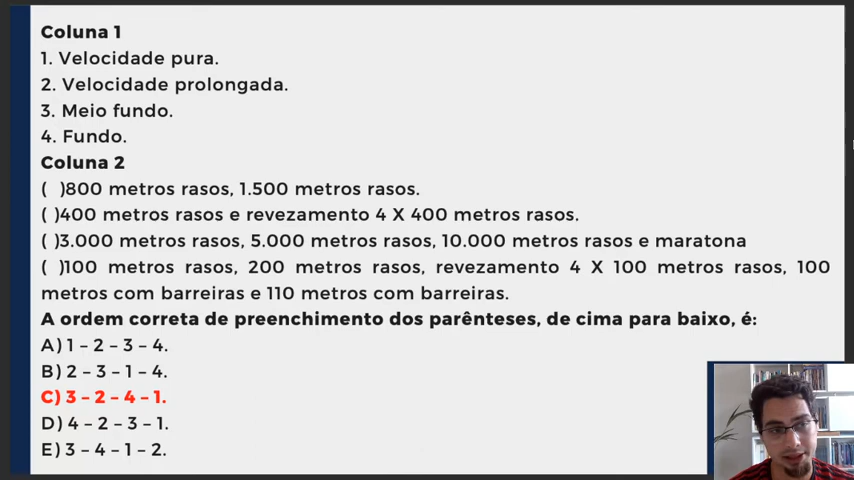 Coluna 1
1. Velocidade pura.
2. Velocidade prolongada.
3. Meio fundo.
4. Fundo.
Coluna 2
( )800 metros rasos, 1.500 metros rasos.
( )400 metros rasos e revezamento 4 X 400 metros rasos.
( )3.000 metros rasos, 5.000 metros rasos, 10.000 metros rasos e maratona
( )100 metros rasos, 200 metros rasos, revezamento 4 X 100 metros rasos, 100
metros com barreiras e 110 metros com barreiras.
A ordem correta de preenchimento dos parênteses, de cima para baixo, é:
A) 1 – 2 – 3 – 4.
B) 2 – 3 – 1 – 4.
C) 3 – 2 – 4 – 1.
D) 4 – 2 – 3 – 1.
E) 3 – 4 – 1 – 2.